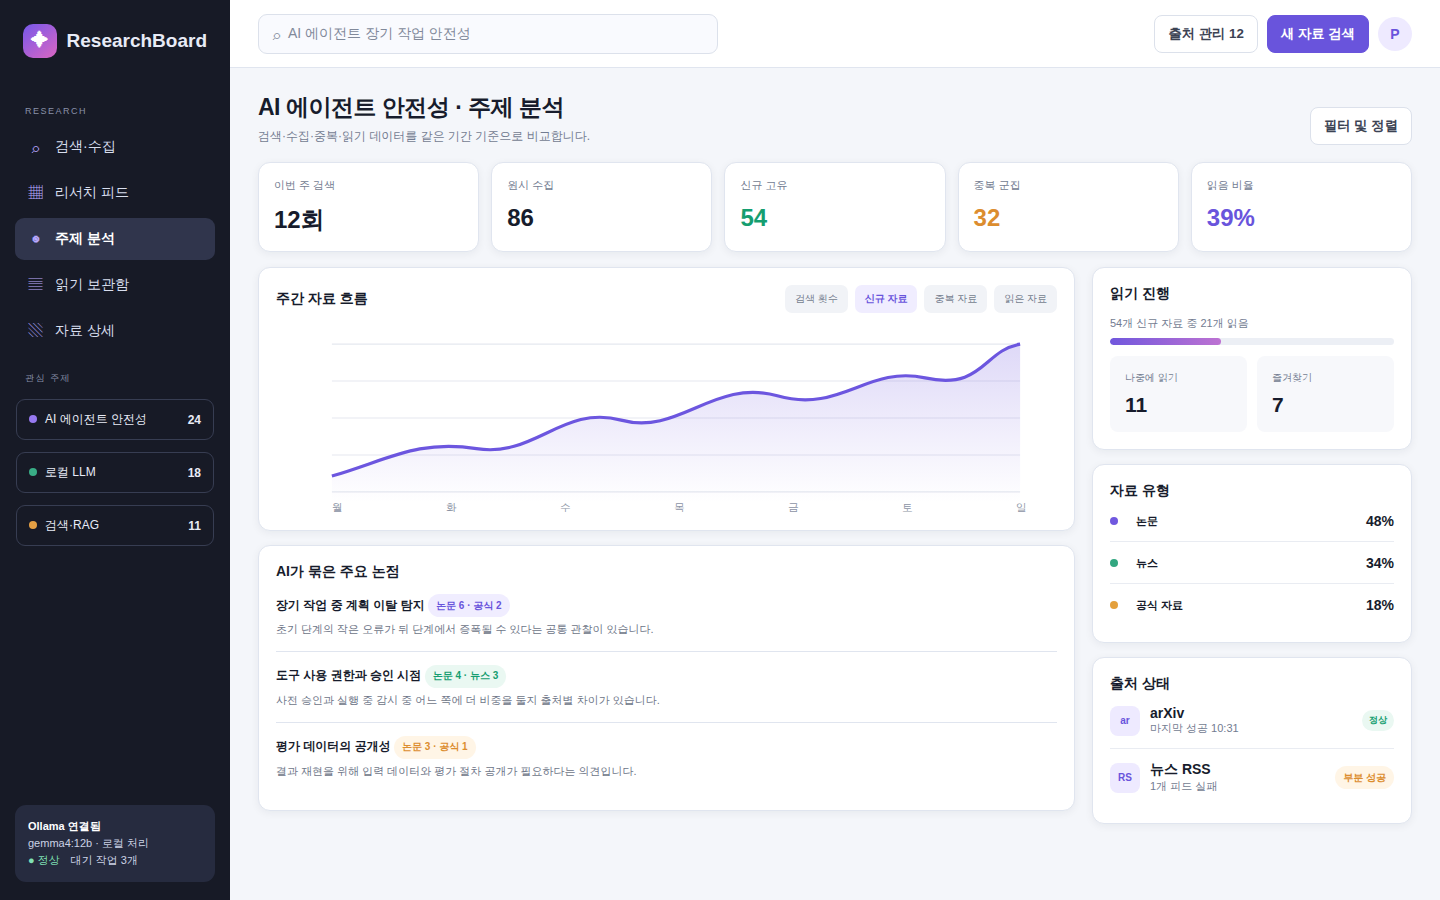 ResearchBoard
RESEARCH
검색·수집
리서치 피드
주제 분석
읽기 보관함
자료 상세
관심 주제
AI 에이전트 안전성 24
로컬 LLM 18
검색·RAG 11
Ollama 연결됨
gemma4:12b · 로컬 처리
● 정상 대기 작업 3개
AI 에이전트 장기 작업 안전성
출처 관리 12
새 자료 검색
P
AI 에이전트 안전성 · 주제 분석
검색·수집·중복·읽기 데이터를 같은 기간 기준으로 비교합니다.
필터 및 정렬
이번 주 검색
12회
원시 수집
86
신규 고유
54
중복 군집
32
읽음 비율
39%
주간 자료 흐름
검색 횟수 신규 자료 중복 자료 읽은 자료
월 화 수 목 금 토 일
AI가 묶은 주요 논점
장기 작업 중 계획 이탈 탐지 논문 6 · 공식 2
초기 단계의 작은 오류가 뒤 단계에서 증폭될 수 있다는 공통 관찰이 있습니다.
도구 사용 권한과 승인 시점 논문 4 · 뉴스 3
사전 승인과 실행 중 감시 중 어느 쪽에 더 비중을 둘지 출처별 차이가 있습니다.
평가 데이터의 공개성 논문 3 · 공식 1
결과 재현을 위해 입력 데이터와 평가 절차 공개가 필요하다는 의견입니다.
읽기 진행
54개 신규 자료 중 21개 읽음
나중에 읽기
11
즐겨찾기
7
자료 유형
논문 48%
뉴스 34%
공식 자료 18%
출처 상태
ar
arXiv
마지막 성공 10:31
정상
RS
뉴스 RSS
1개 피드 실패
부분 성공